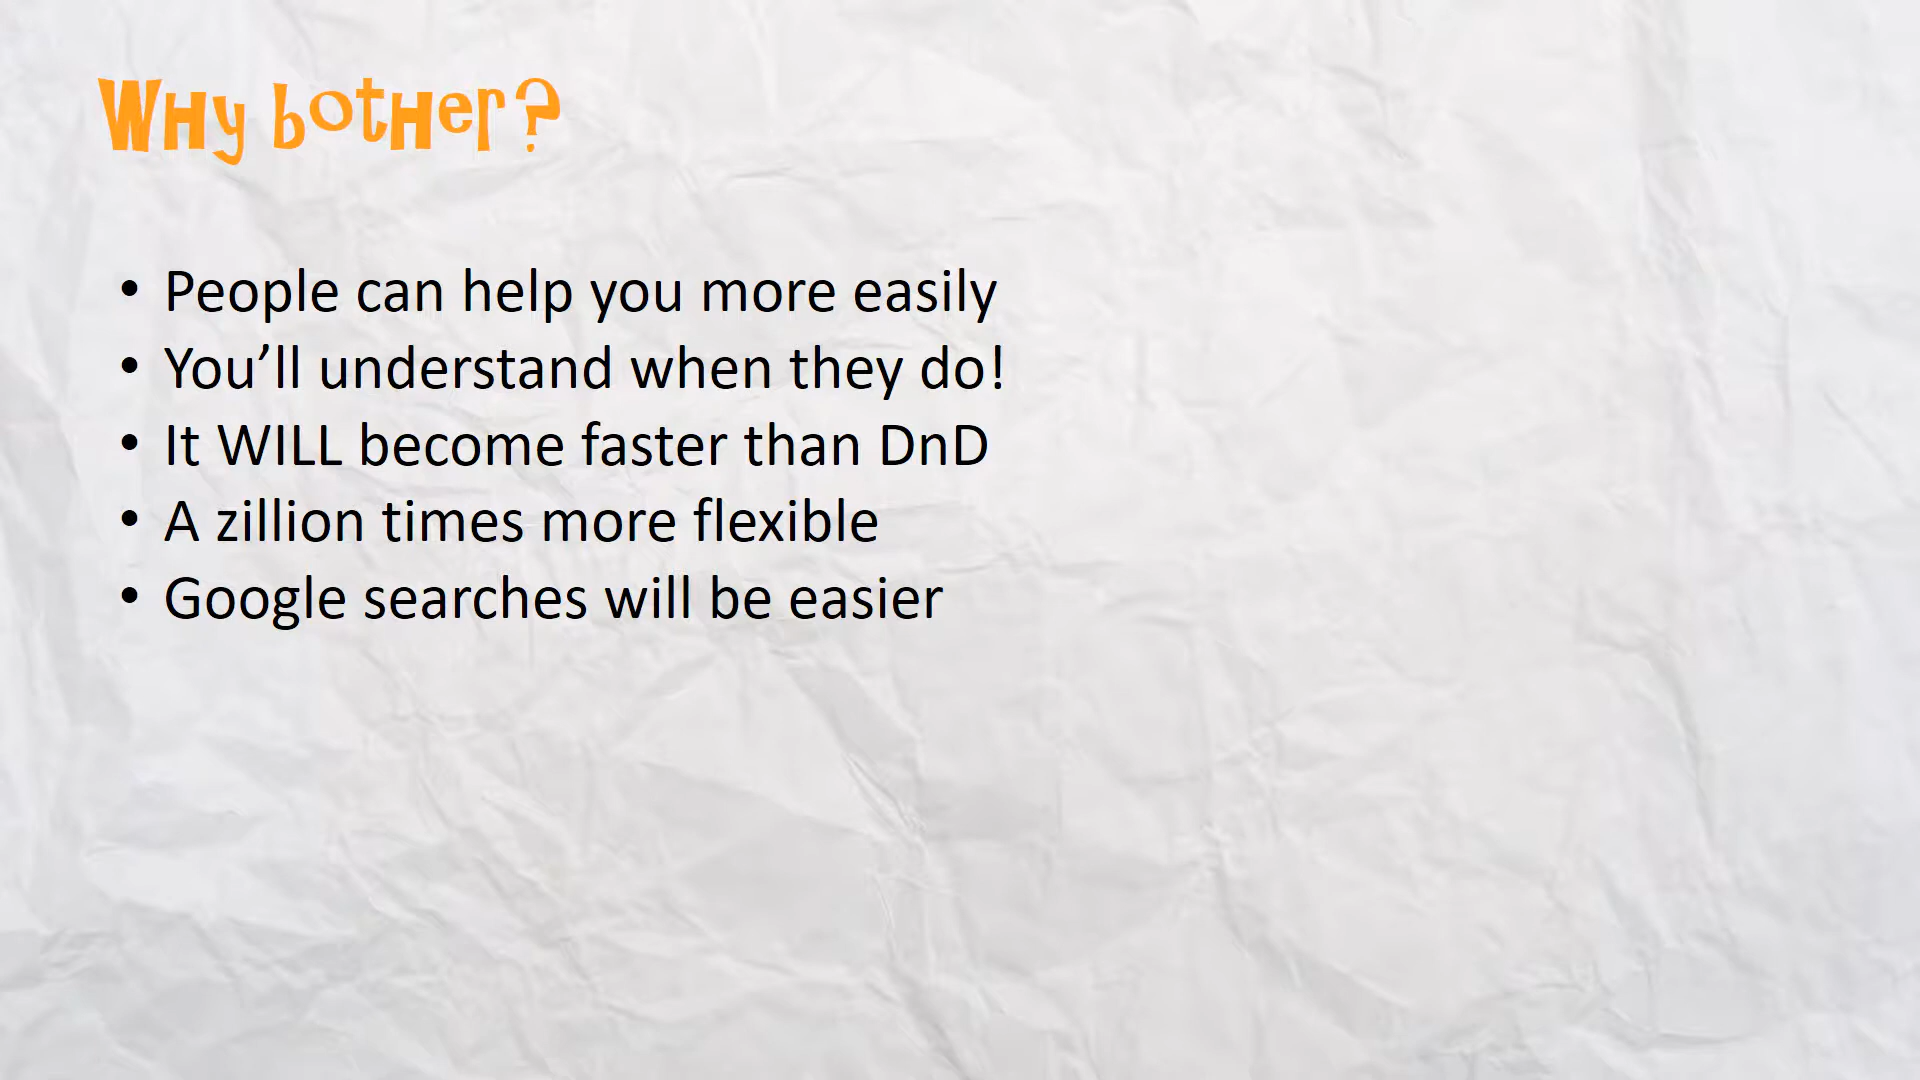 Why bother?
• People can help you more easily
• You’ll understand when they do!
• It WILL become faster than DnD
• A zillion times more flexible
• Google searches will be easier